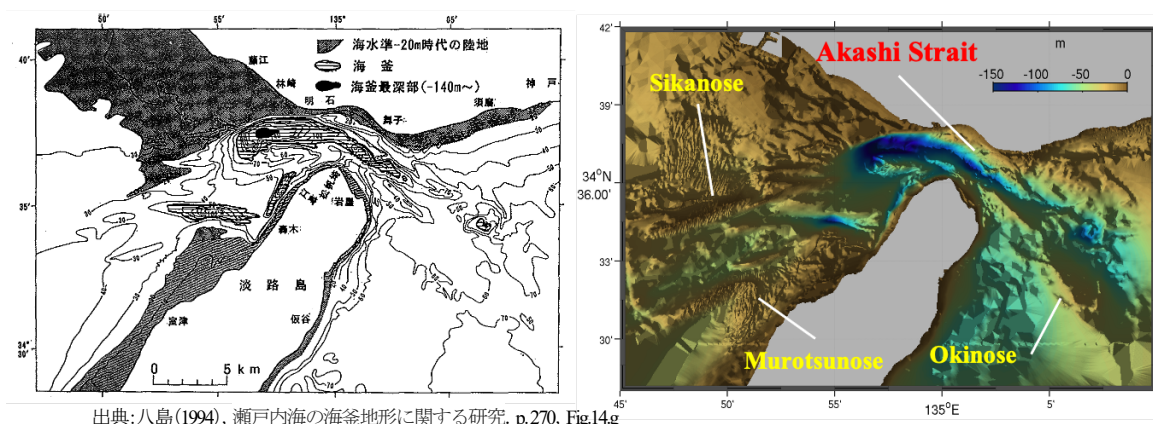 50'
55'
135°
05'
40'
35'
34°
30'
海水準-20m時代の陸地
海釜
海釜最深部(-140m~)
藤江
林崎
明石
舞子
須磨
神戸
岩屋
轟木
淡路島
室津
仮谷
0 5 km
出典:八島(1994), 瀬戸内海の海釜地形に関する研究. p.270, Fig.14.g
42'
39'
34°N
36.00'
33'
30'
45'
50'
55'
135°E
5'
Akashi Strait
Sikanose
Murotsunose
Okinose
m
-150 -100 -50 0